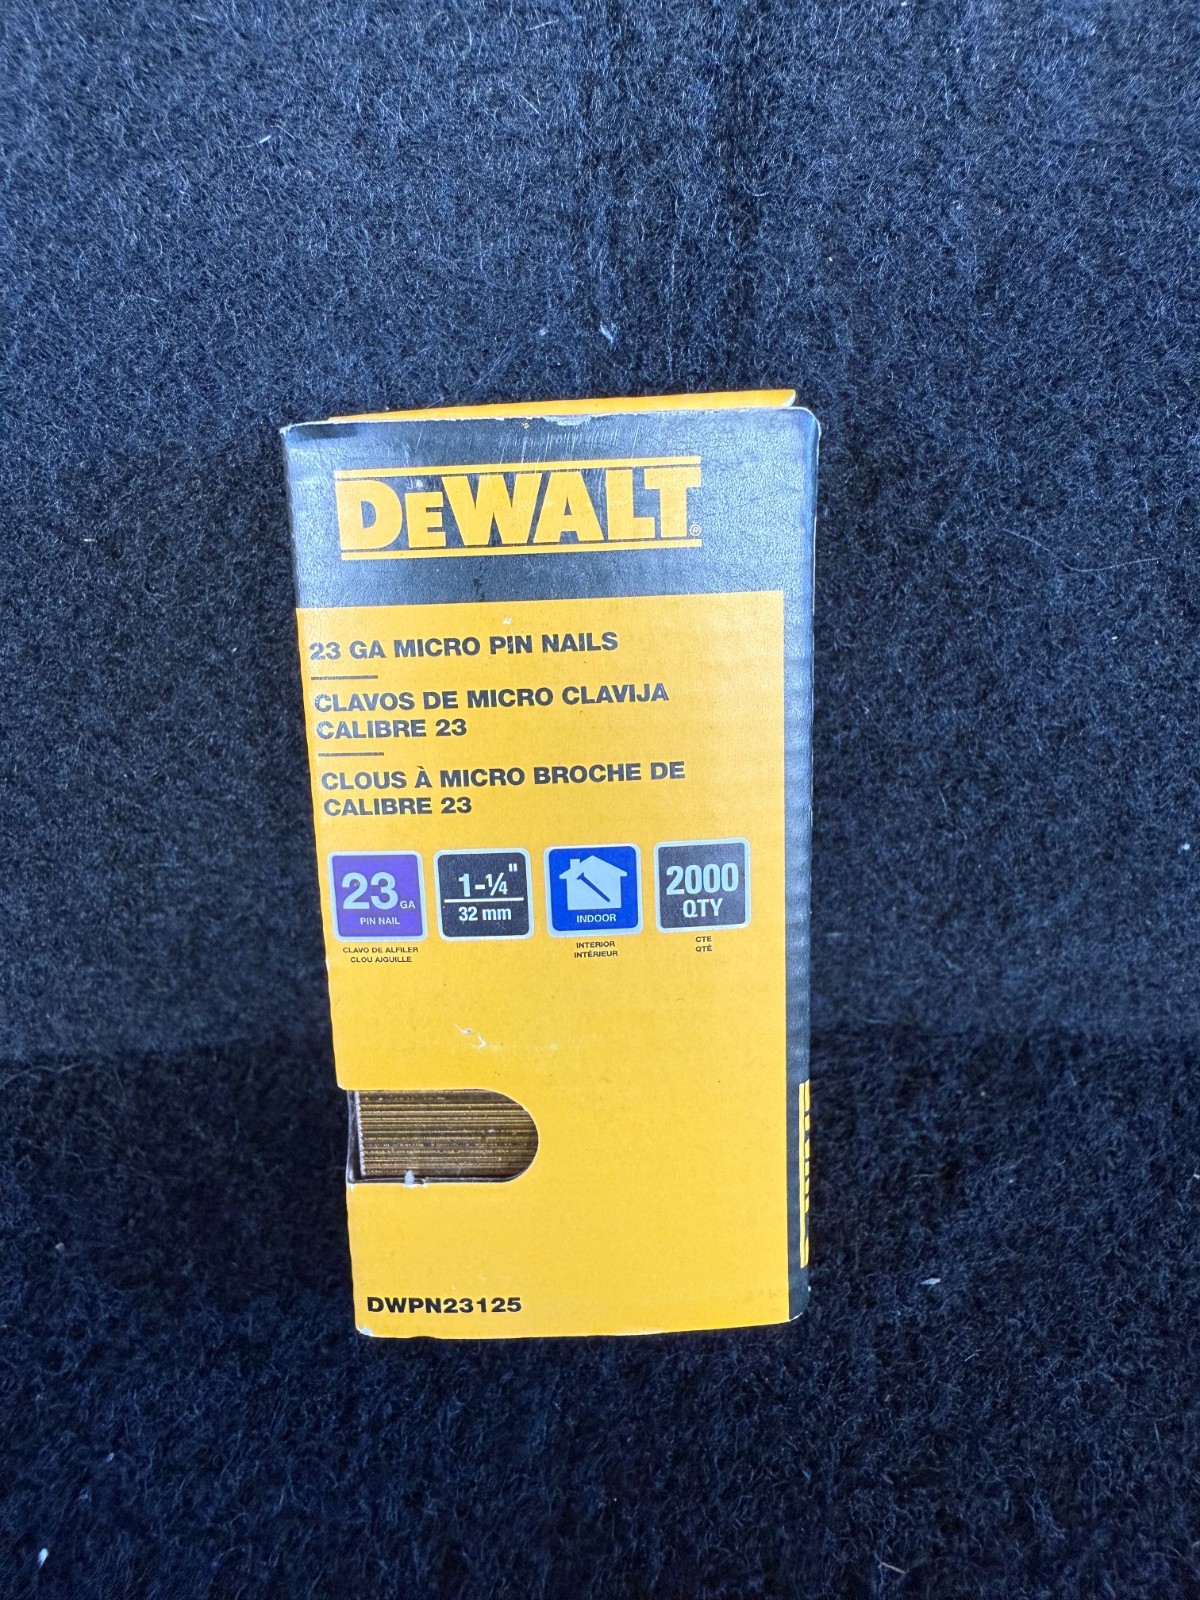 DEWALT®
23 GA MICRO PIN NAILS
CLAVOS DE MICRO CLAVIJA
CALIBRE 23
CLOUS À MICRO BROCHE DE
CALIBRE 23
23 GA
PIN NAIL
CLAVO DE ALFILER
CLOU AIGUILLE
1-¼"
32 mm
INDOOR
INTERIOR
INTÉRIEUR
2000
QTY
CTE
QTÉ
DWPN23125